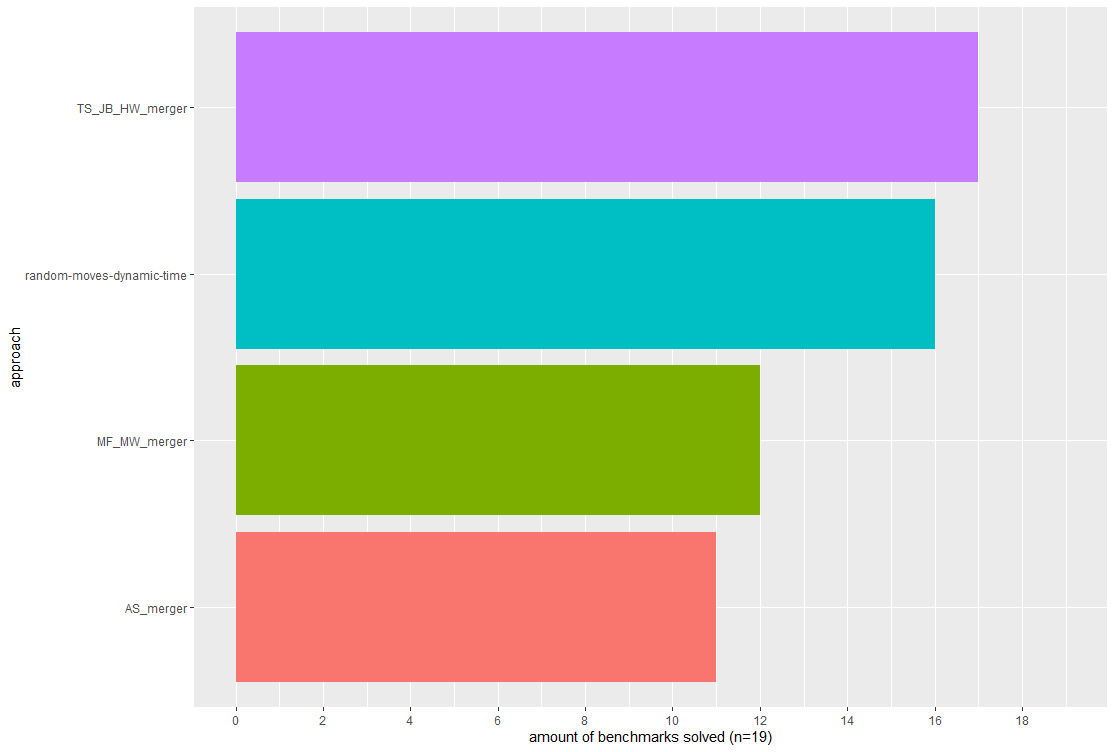 TS_JB_HW_merger
random-moves-dynamic-time
MF_MW_merger
AS_merger
approach
0 2 4 6 8 10 12 14 16 18
amount of benchmarks solved (n=19)